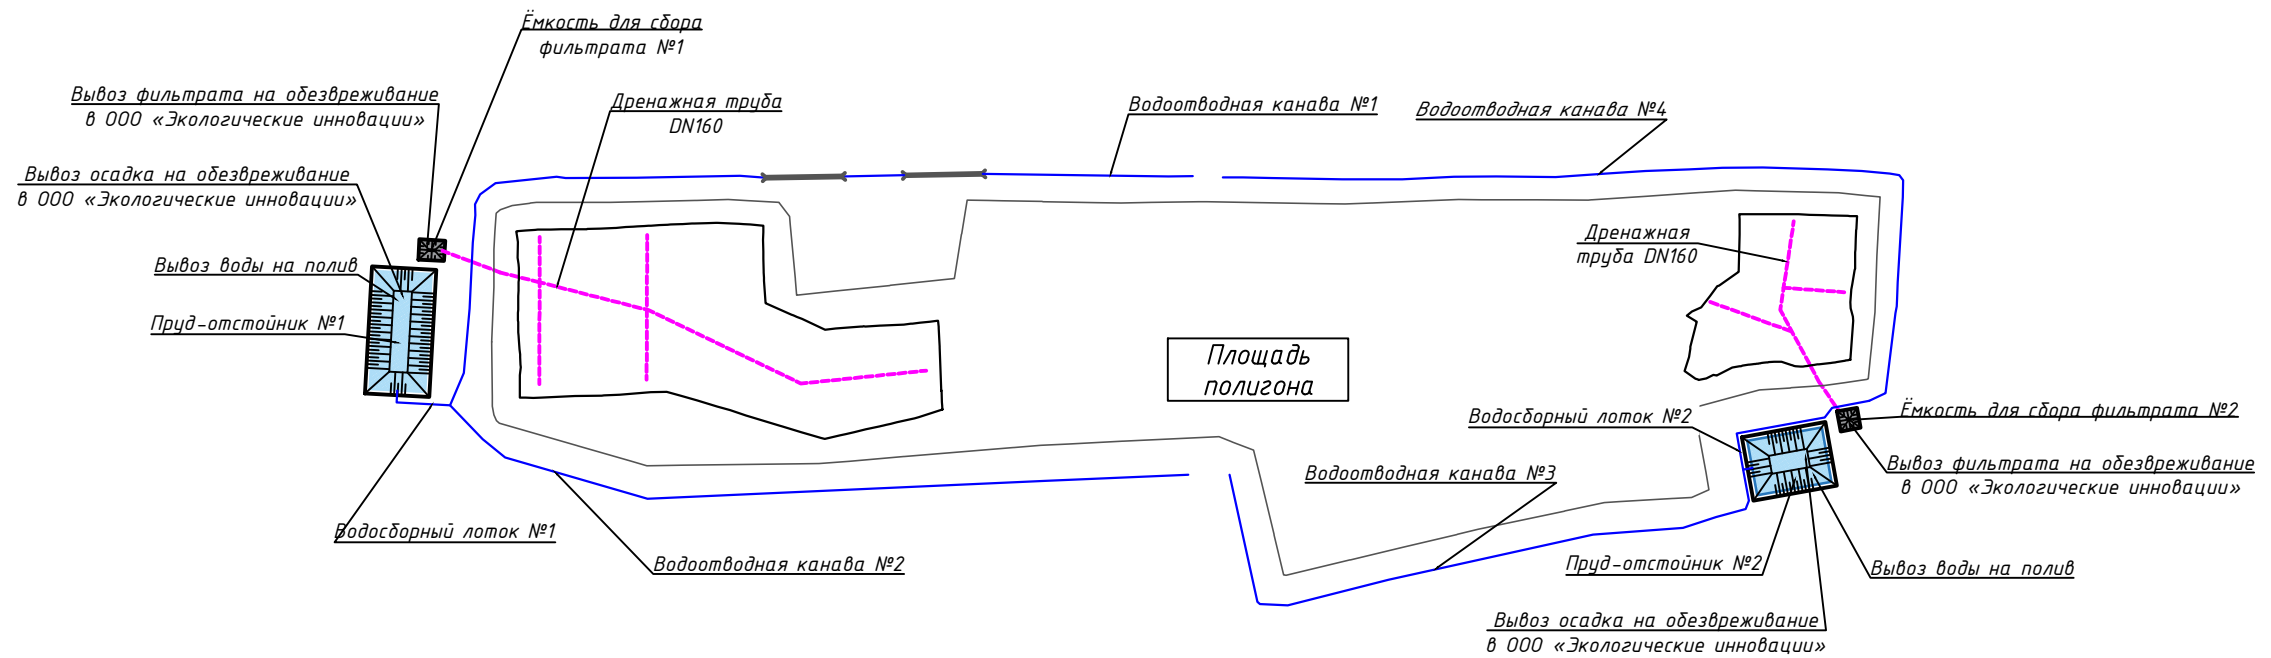 Ёмкость для сбора
фильтрата №1
Вывоз фильтрата на обезвреживание
в ООО «Экологические инновации»
Дренажная труба
DN160
Водоотводная канава №1
Водоотводная канава №4
Вывоз осадка на обезвреживание
в ООО «Экологические инновации»
Дренажная
труба DN160
Вывоз воды на полив
Пруд-отстойник №1
Площадь
полигона
Водосборный лоток №2
Ёмкость для сбора фильтрата №2
Водоотводная канава №3
Вывоз фильтрата на обезвреживание
в ООО «Экологические инновации»
Водосборный лоток №1
Водоотводная канава №2
Пруд-отстойник №2
Вывоз воды на полив
Вывоз осадка на обезвреживание
в ООО «Экологические инновации»